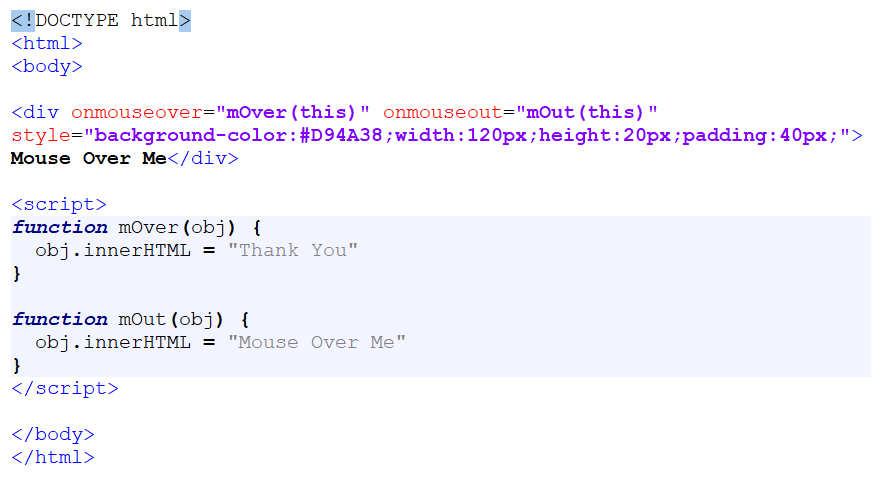 <!DOCTYPE html>
<html>
<body>

<div onmouseover="mOver(this)" onmouseout="mOut(this)"
style="background-color:#D94A38;width:120px;height:20px;padding:40px;">
Mouse Over Me</div>

<script>
function mOver(obj) {
  obj.innerHTML = "Thank You"
}

function mOut(obj) {
  obj.innerHTML = "Mouse Over Me"
}
</script>

</body>
</html>